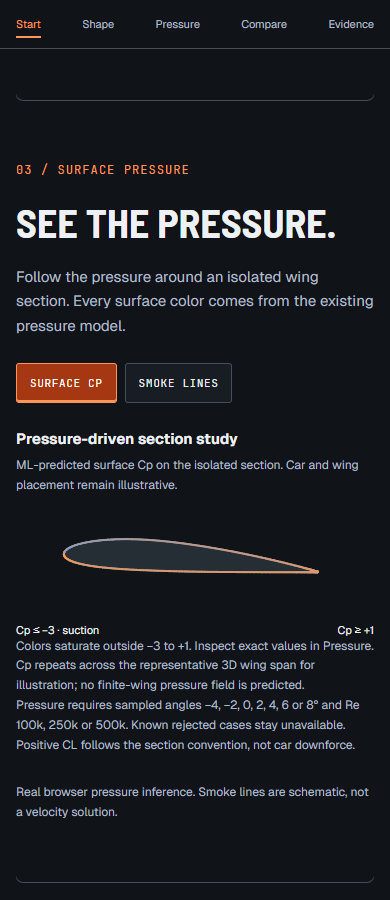 Start Shape Pressure Compare Evidence
03 / SURFACE PRESSURE
SEE THE PRESSURE.
Follow the pressure around an isolated wing
section. Every surface color comes from the existing
pressure model.
SURFACE CP SMOKE LINES
Pressure-driven section study
ML-predicted surface Cp on the isolated section. Car and wing
placement remain illustrative.
Cp ≤ −3 · suction Cp ≥ +1
Colors saturate outside −3 to +1. Inspect exact values in Pressure.
Cp repeats across the representative 3D wing span for
illustration; no finite-wing pressure field is predicted.
Pressure requires sampled angles −4, −2, 0, 2, 4, 6 or 8° and Re
100k, 250k or 500k. Known rejected cases stay unavailable.
Positive CL follows the section convention, not car downforce.
Real browser pressure inference. Smoke lines are schematic, not
a velocity solution.